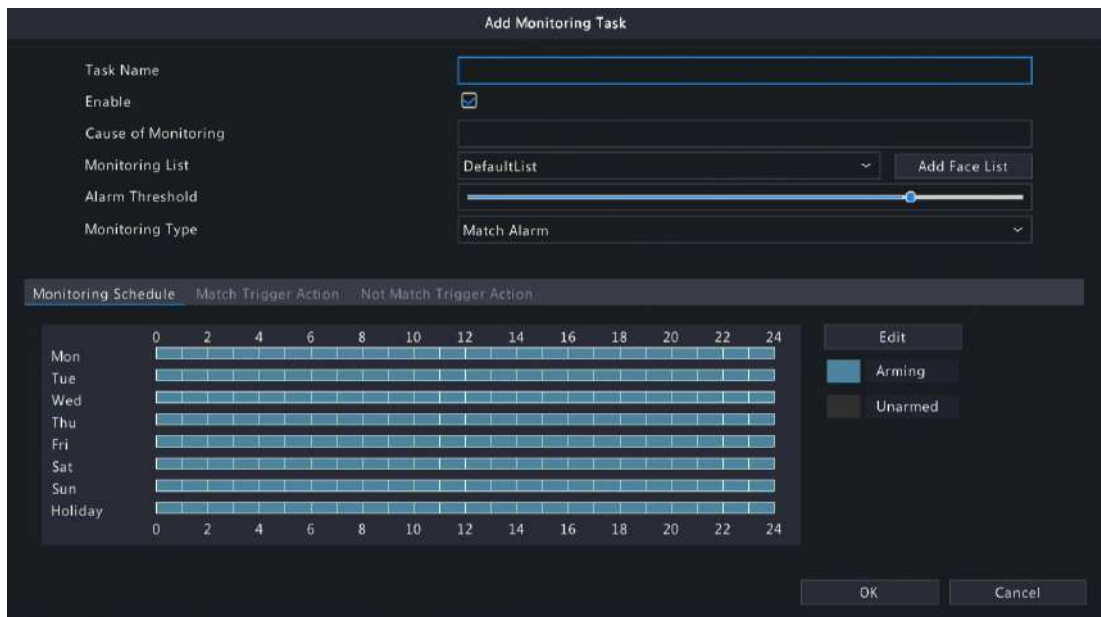 Add Monitoring Task
Task Name
Enable
Cause of Monitoring
Monitoring List DefaultList Add Face List
Alarm Threshold
Monitoring Type Match Alarm
Monitoring Schedule Match Trigger Action Not Match Trigger Action
0 2 4 6 8 10 12 14 16 18 20 22 24 Edit
Mon
Tue Arming
Wed
Thu Unarmed
Fri
Sat
Sun
Holiday
0 2 4 6 8 10 12 14 16 18 20 22 24
OK Cancel